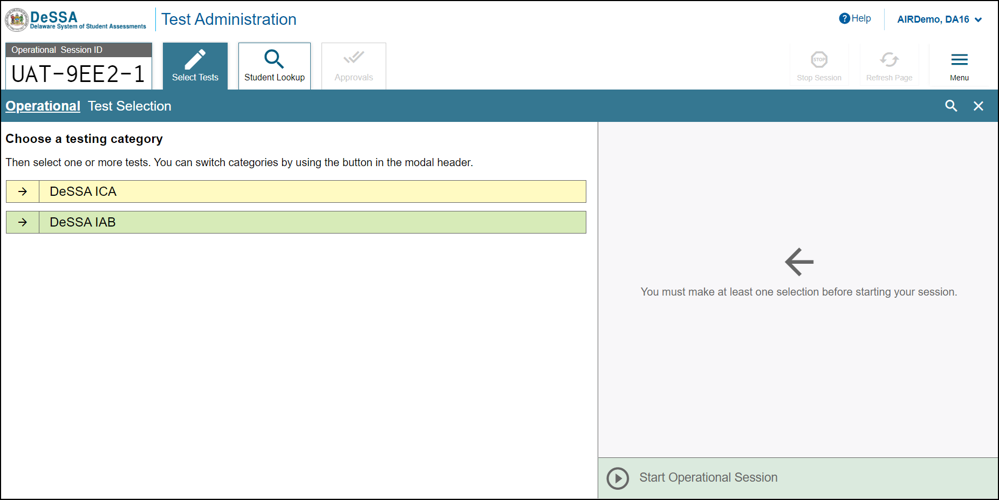 DeSSA
Delaware System of Student Assessments
Test Administration
? Help
AIRDemo, DA16
Operational Session ID
UAT-9EE2-1
Select Tests
Student Lookup
Approvals
STOP
Stop Session
Refresh Page
Menu
Operational Test Selection
Choose a testing category
Then select one or more tests. You can switch categories by using the button in the modal header.
DeSSA ICA
DeSSA IAB
You must make at least one selection before starting your session.
Start Operational Session